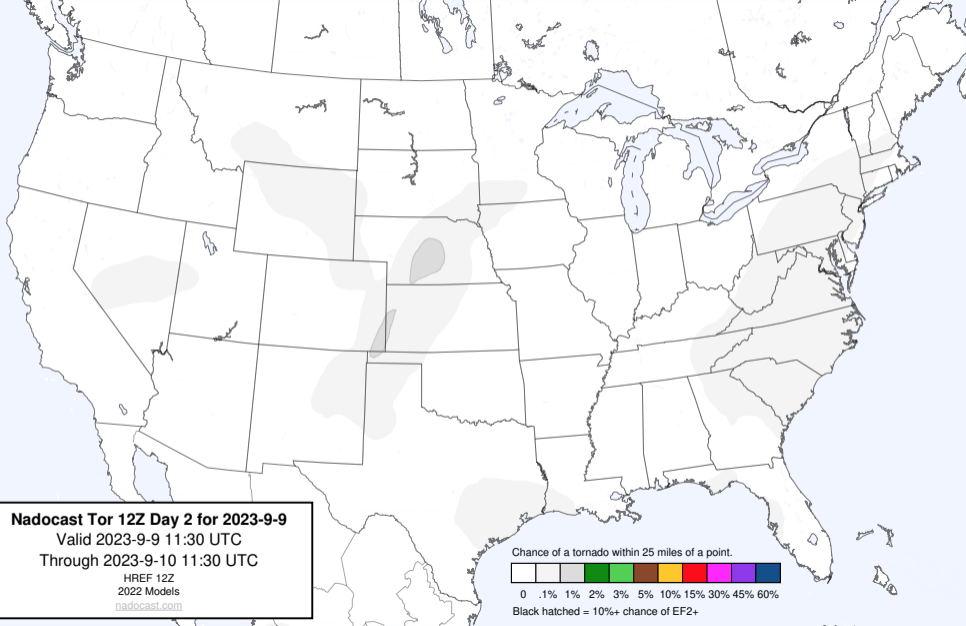 Nadocast Tor 12Z Day 2 for 2023-9-9
Valid 2023-9-9 11:30 UTC
Through 2023-9-10 11:30 UTC
HREF 12Z
2022 Models
nadocast.com
Chance of a tornado within 25 miles of a point.
0 .1% 1% 2% 3% 5% 10% 15% 30% 45% 60%
Black hatched = 10%+ chance of EF2+